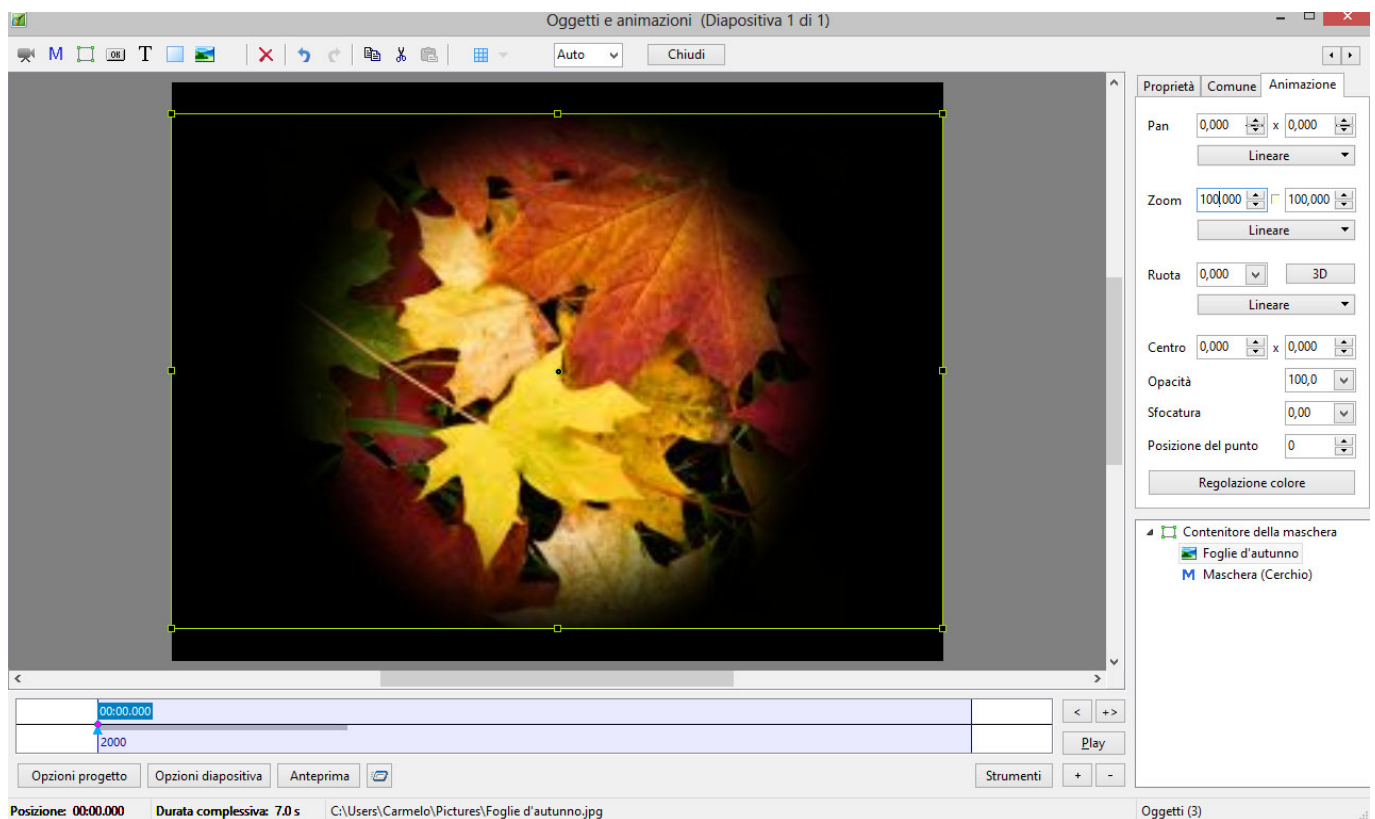 Oggetti e animazioni (Diapositiva 1 di 1)
M OK T Auto Chiudi
Proprietà Comune Animazione
Pan 0,000 x 0,000
Lineare
Zoom 100,000 100,000
Lineare
Ruota 0,000 3D
Lineare
Centro 0,000 x 0,000
Opacità 100,0
Sfocatura 0,00
Posizione del punto 0
Regolazione colore
Contenitore della maschera
Foglie d'autunno
M Maschera (Cerchio)
00:00.000
2000
< +>
Play
Opzioni progetto Opzioni diapositiva Anteprima Strumenti + -
Posizione: 00:00.000 Durata complessiva: 7.0 s C:\Users\Carmelo\Pictures\Foglie d'autunno.jpg Oggetti (3)